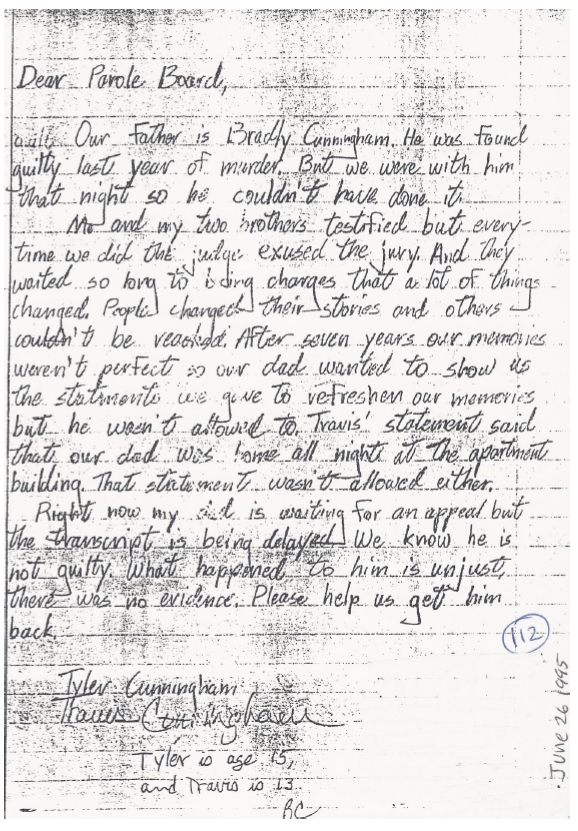 Dear Parole Board,
Our Father is Bradly Cunningham. He was found
guilty last year of murder. But we were with him
that night so he couldn't have done it.
Me and my two brothers testified but every-
time we did the judge exused the jury. And they
waited so long to bring charges that a lot of things
changed. People changed their stories and others
couldn't be reached. After seven years our memories
weren't perfect so our dad wanted to show us
the statments we gave to refreshen our memories
but he wasn't allowed to. Travis' statement said
that our dad was home all night at the apartment
building. That statement wasn't allowed either.
Right now my dad is waiting for an appeal but
the transcript is being delayed. We know he is
not guilty. What happened to him is unjust,
there was no evidence. Please help us get him
back.
112
Tyler Cunningham
Travis Cunningham
Tyler is age 15,
and Travis is 13.
BC
June 26 1995